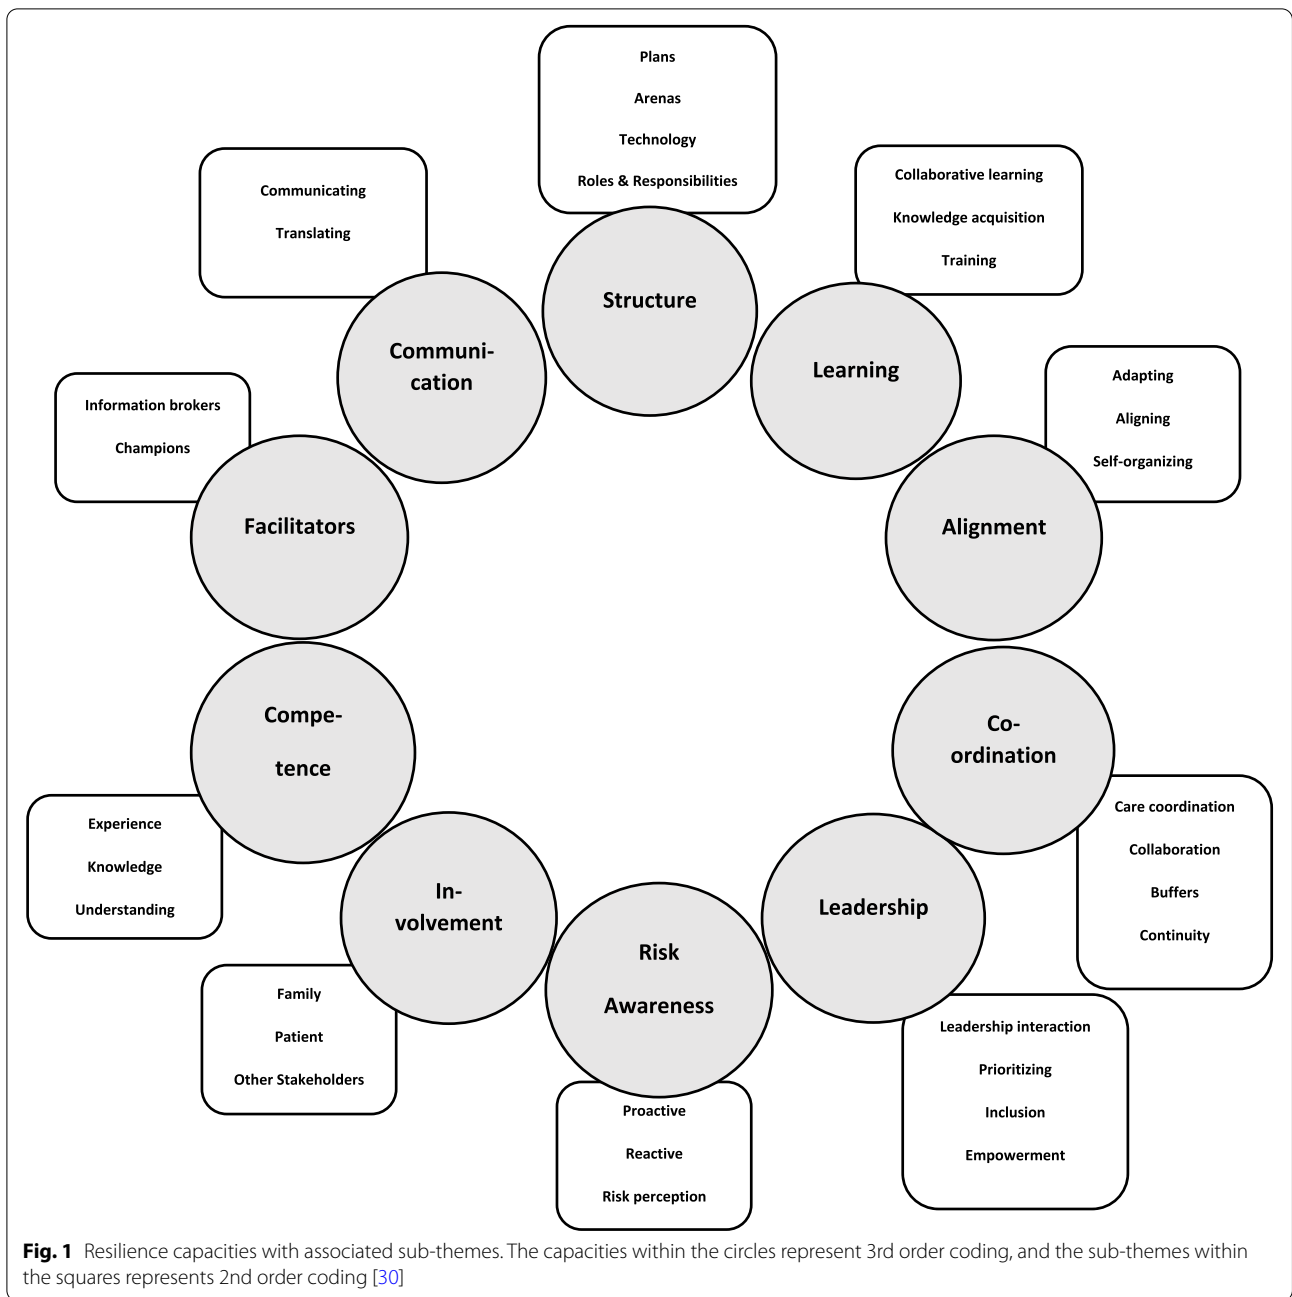 Plans
Arenas
Technology
Roles & Responsibilities
Structure
Collaborative learning
Knowledge acquisition
Training
Learning
Adapting
Aligning
Self-organizing
Alignment
Co-
ordination
Care coordination
Collaboration
Buffers
Continuity
Leadership
Leadership interaction
Prioritizing
Inclusion
Empowerment
Risk
Awareness
Proactive
Reactive
Risk perception
In-
volvement
Family
Patient
Other Stakeholders
Compe-
tence
Experience
Knowledge
Understanding
Facilitators
Information brokers
Champions
Communi-
cation
Communicating
Translating
Fig. 1 Resilience capacities with associated sub-themes. The capacities within the circles represent 3rd order coding, and the sub-themes within
the squares represents 2nd order coding [30]